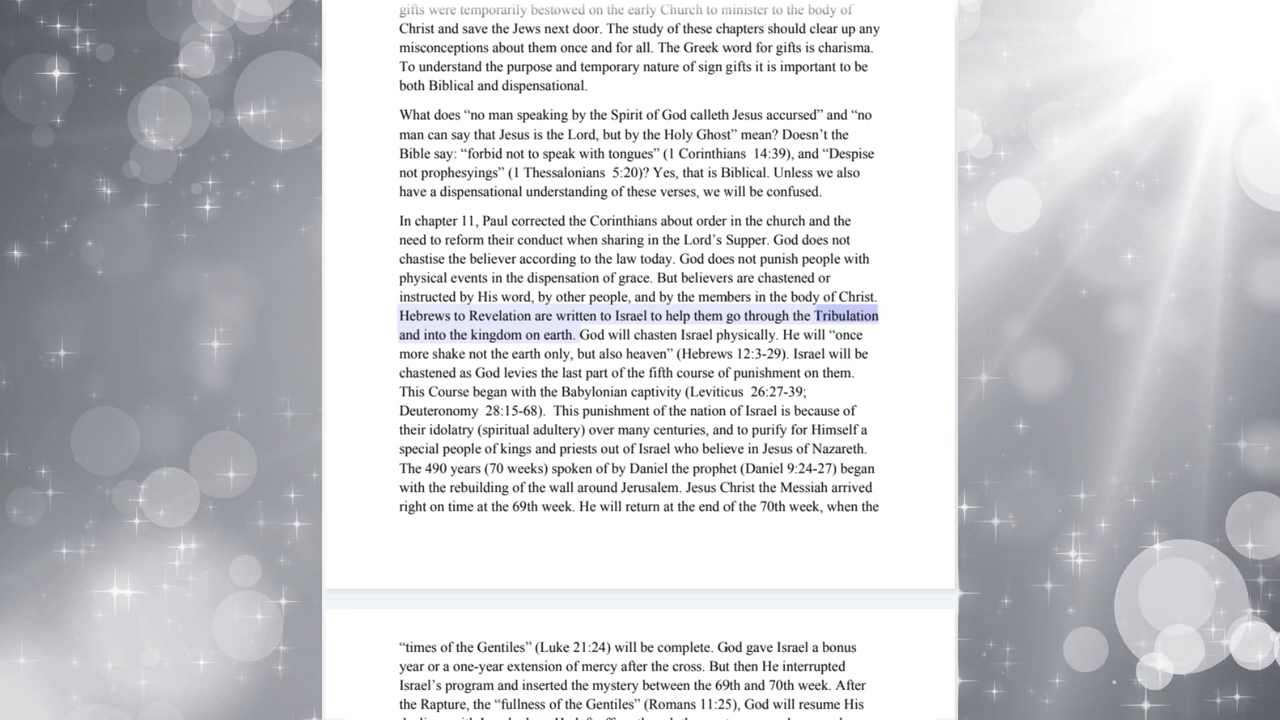 gifts were temporarily bestowed on the early Church to minister to the body of
Christ and save the Jews next door. The study of these chapters should clear up any
misconceptions about them once and for all. The Greek word for gifts is charisma.
To understand the purpose and temporary nature of sign gifts it is important to be
both Biblical and dispensational.
What does “no man speaking by the Spirit of God calleth Jesus accursed” and “no
man can say that Jesus is the Lord, but by the Holy Ghost” mean? Doesn’t the
Bible say: “forbid not to speak with tongues” (1 Corinthians 14:39), and “Despise
not prophesyings” (1 Thessalonians 5:20)? Yes, that is Biblical. Unless we also
have a dispensational understanding of these verses, we will be confused.
In chapter 11, Paul corrected the Corinthians about order in the church and the
need to reform their conduct when sharing in the Lord’s Supper. God does not
chastise the believer according to the law today. God does not punish people with
physical events in the dispensation of grace. But believers are chastened or
instructed by His word, by other people, and by the members in the body of Christ.
Hebrews to Revelation are written to Israel to help them go through the Tribulation
and into the kingdom on earth. God will chasten Israel physically. He will “once
more shake not the earth only, but also heaven” (Hebrews 12:3-29). Israel will be
chastened as God levies the last part of the fifth course of punishment on them.
This Course began with the Babylonian captivity (Leviticus 26:27-39;
Deuteronomy 28:15-68). This punishment of the nation of Israel is because of
their idolatry (spiritual adultery) over many centuries, and to purify for Himself a
special people of kings and priests out of Israel who believe in Jesus of Nazareth.
The 490 years (70 weeks) spoken of by Daniel the prophet (Daniel 9:24-27) began
with the rebuilding of the wall around Jerusalem. Jesus Christ the Messiah arrived
right on time at the 69th week. He will return at the end of the 70th week, when the
“times of the Gentiles” (Luke 21:24) will be complete. God gave Israel a bonus
year or a one-year extension of mercy after the cross. But then He interrupted
Israel’s program and inserted the mystery between the 69th and 70th week. After
the Rapture, the “fullness of the Gentiles” (Romans 11:25), God will resume His